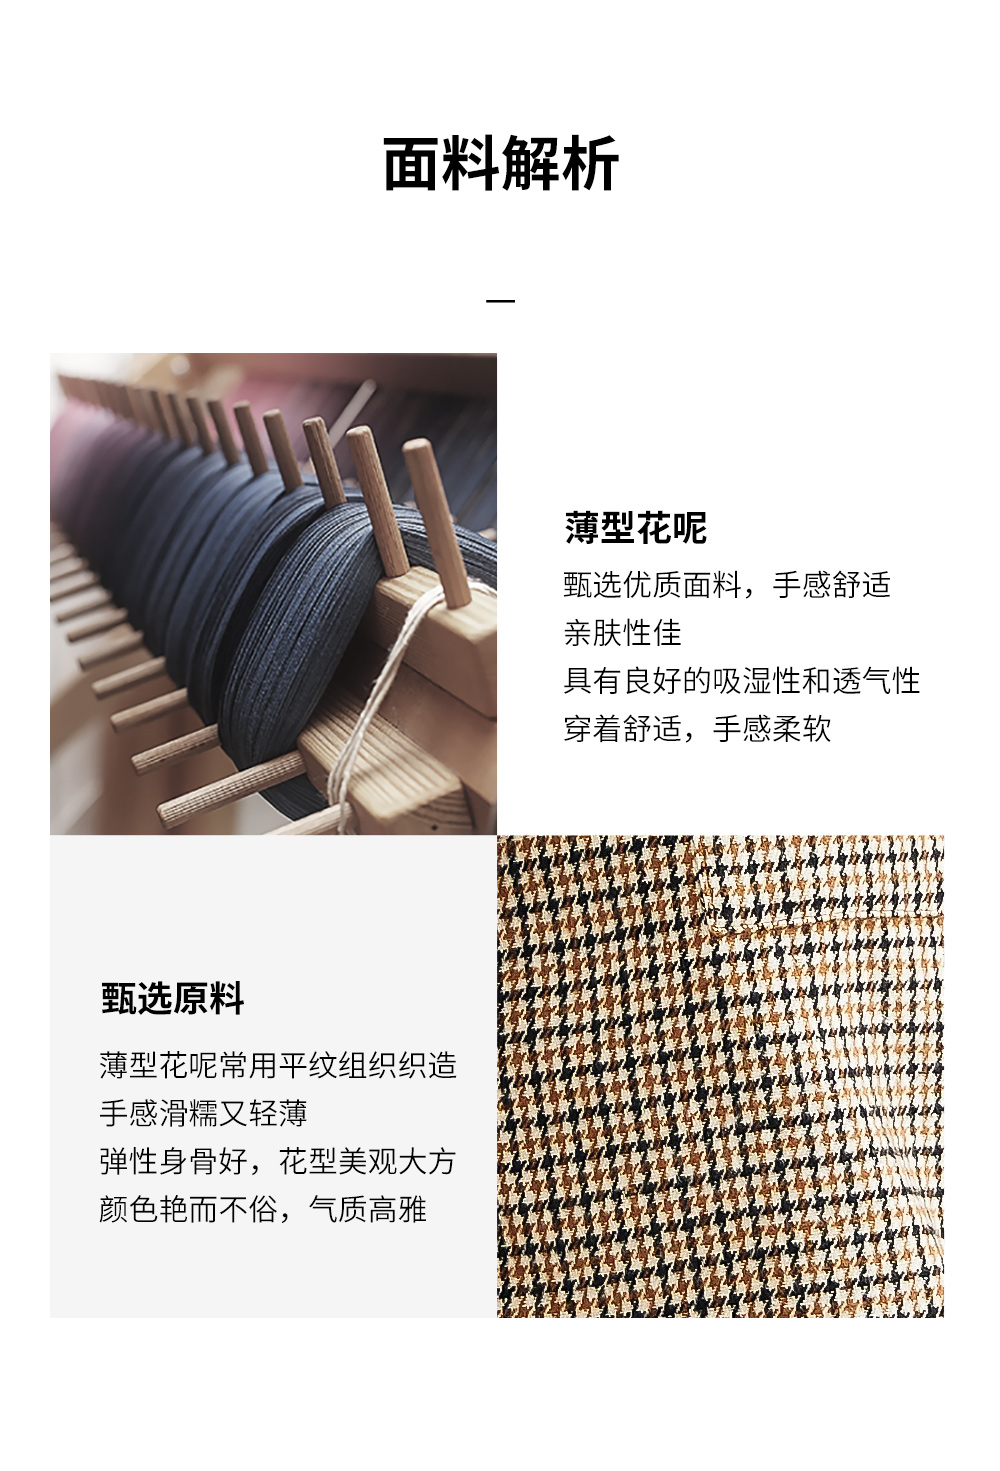 面料解析
薄型花呢
甄选优质面料，手感舒适
亲肤性佳
具有良好的吸湿性和透气性
穿着舒适，手感柔软
甄选原料
薄型花呢常用平纹组织织造
手感滑糯又轻薄
弹性身骨好，花型美观大方
颜色艳而不俗，气质高雅